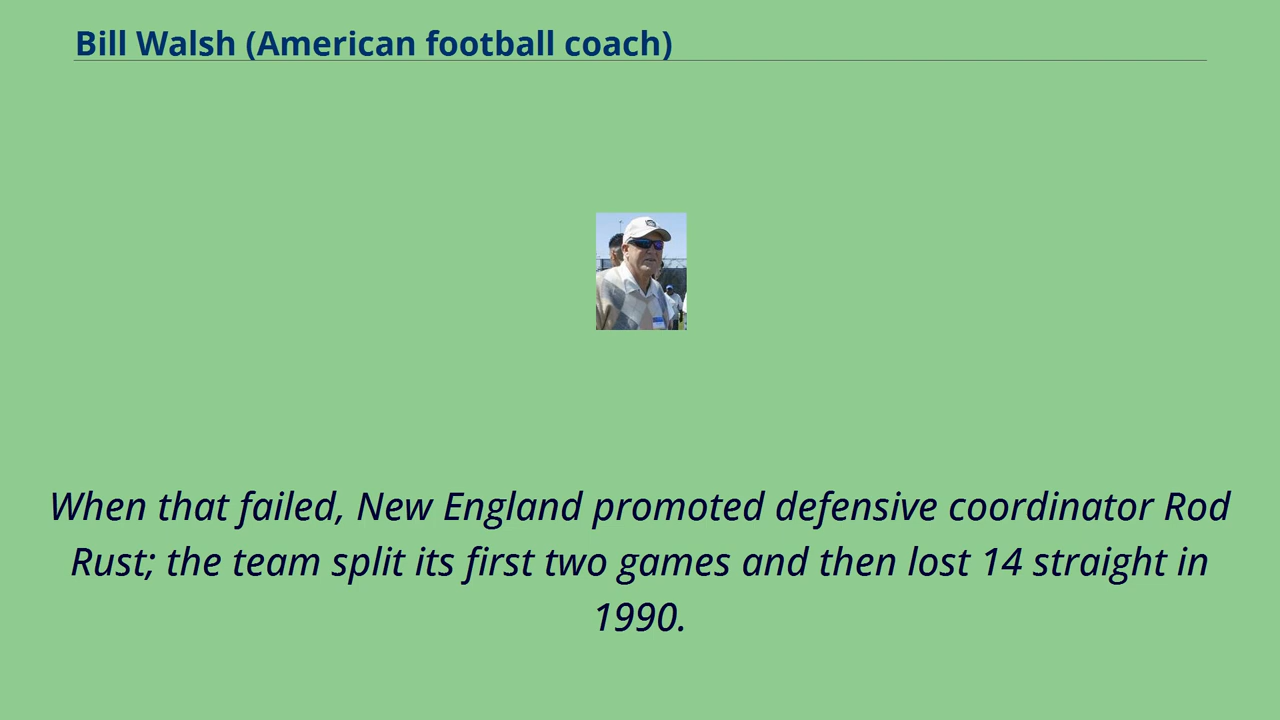 Bill Walsh (American football coach)
When that failed, New England promoted defensive coordinator Rod
Rust; the team split its first two games and then lost 14 straight in
1990.